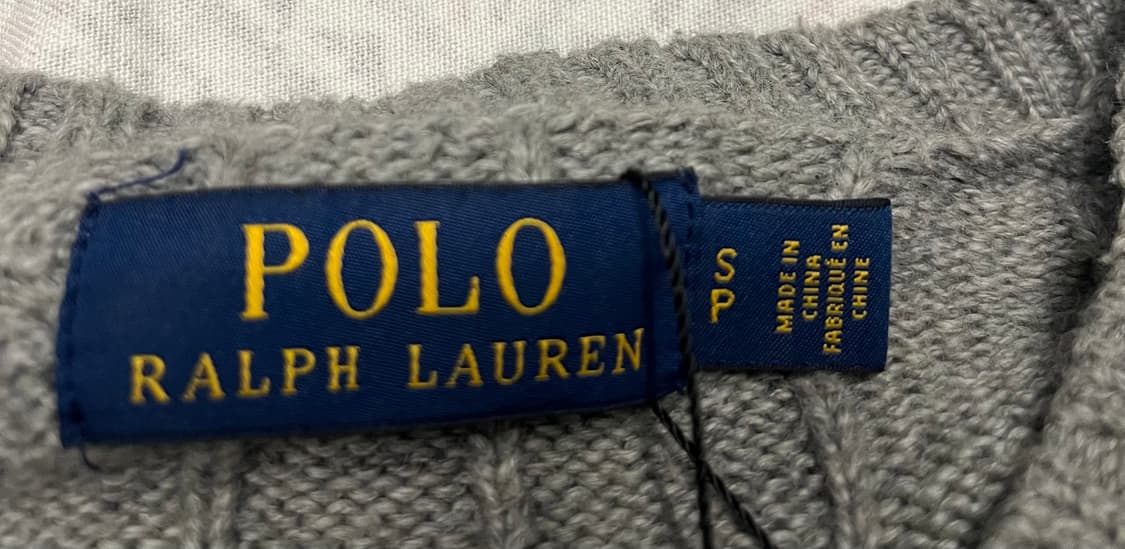 POLO
RALPH LAUREN
S
P
MADE IN
CHINA
FABRIQUÉ EN
CHINE